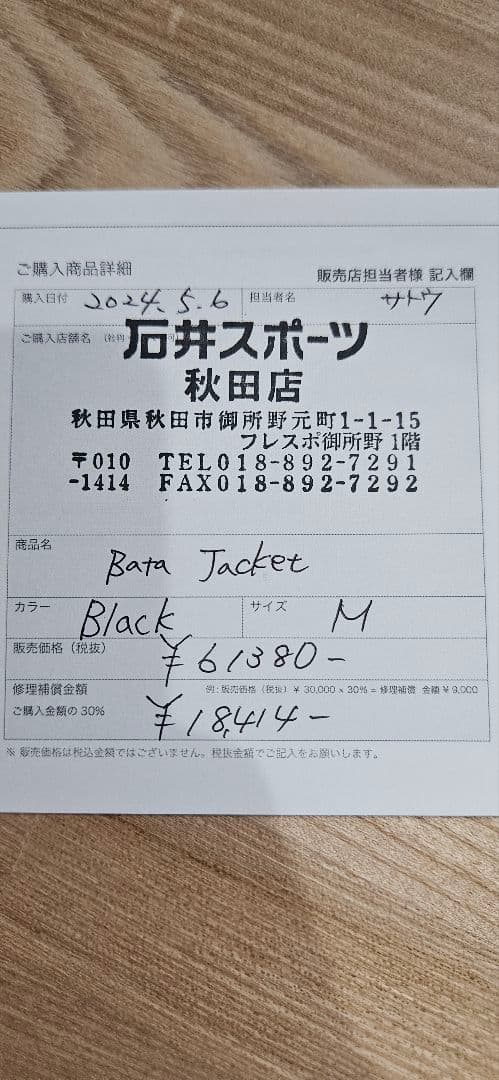 ご購入商品詳細
販売店担当者様 記入欄
購入日付 2024.5.6 担当者名 サトウ
ご購入店舗名
石井スポーツ
秋田店
秋田県秋田市御所野元町1-1-15
フレスポ御所野 1階
〒010 TEL018-892-7291
-1414 FAX018-892-7292
商品名 Bata Jacket
カラー Black サイズ M
販売価格（税抜） ¥61380-
修理補償金額 例：販売価格（税抜）¥30,000×30%=修理補償 金額¥9,000
ご購入金額の30% ¥18,414-
※ 販売価格は税込金額ではございません。税抜金額でご記入をお願いします。